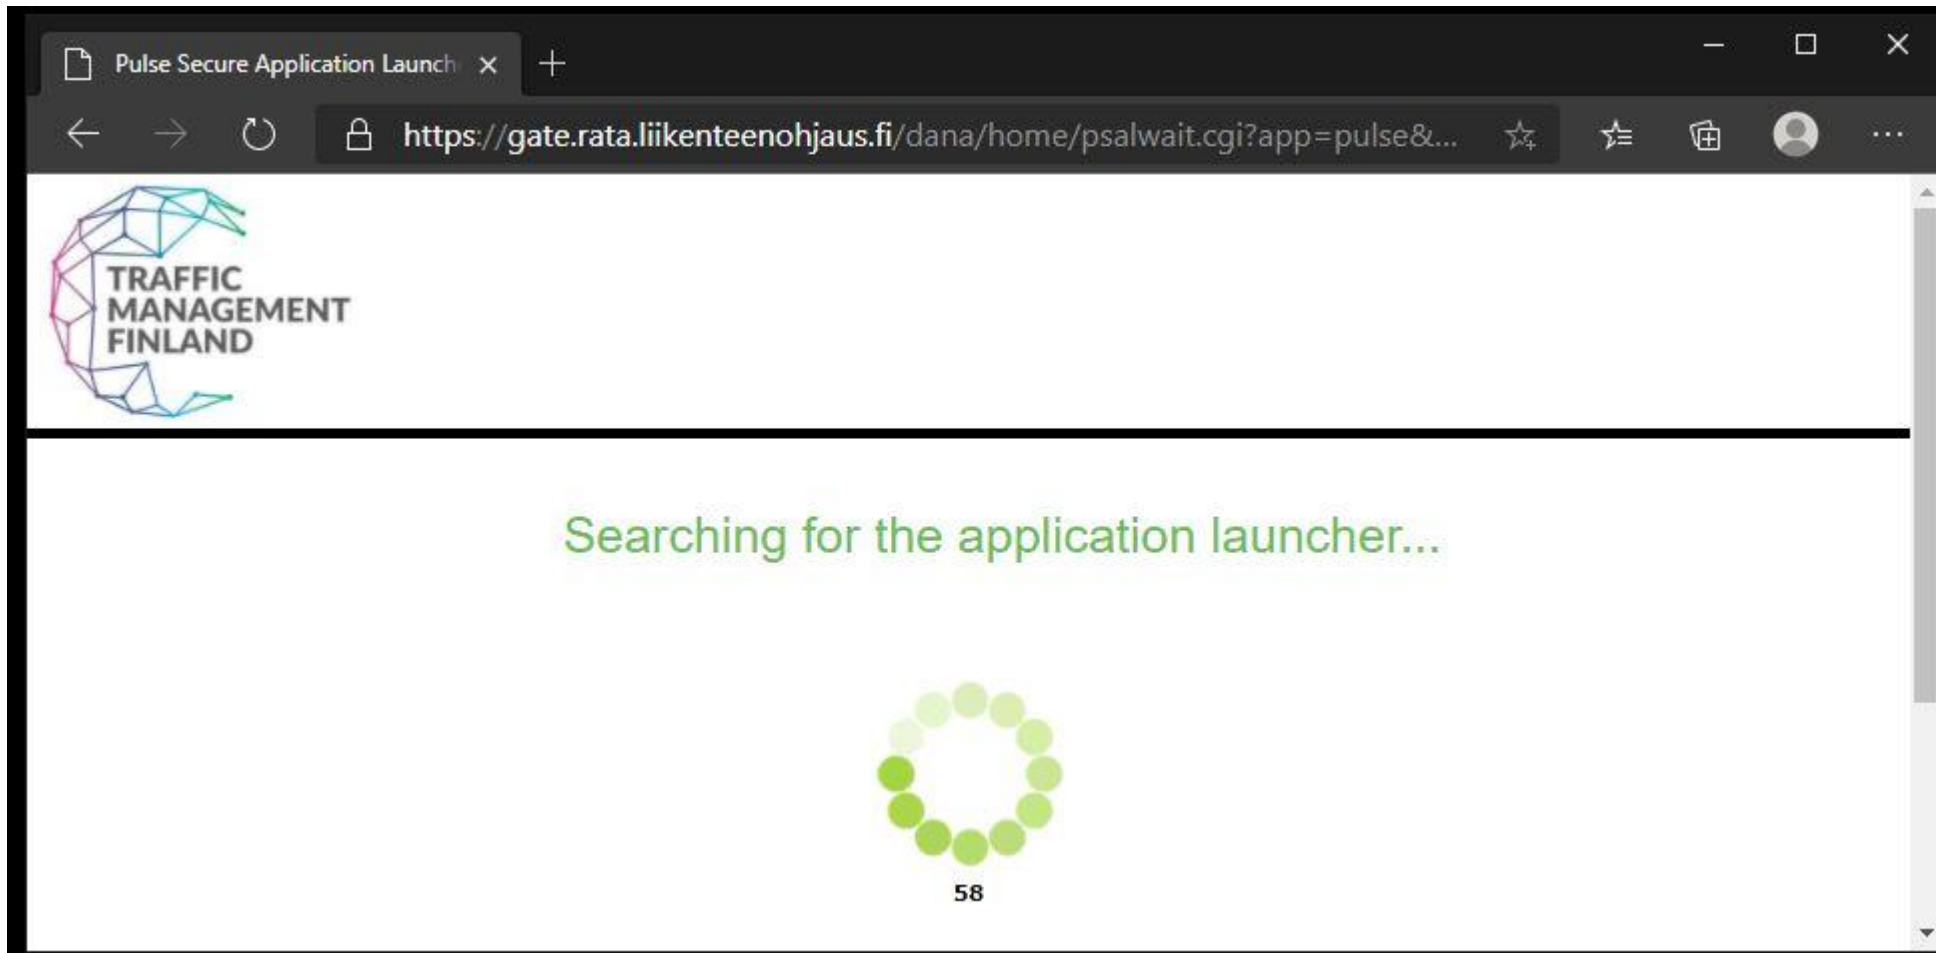 Pulse Secure Application Launch
https://gate.rata.liikenteenohjaus.fi/dana/home/psalwait.cgi?app=pulse&...
TRAFFIC
MANAGEMENT
FINLAND
Searching for the application launcher...
58